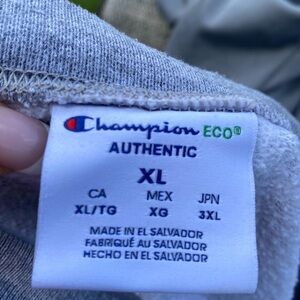 Champion ECO®
AUTHENTIC
XL
CA MEX JPN
XL/TG XG 3XL
MADE IN EL SALVADOR
FABRIQUÉ AU SALVADOR
HECHO EN EL SALVADOR